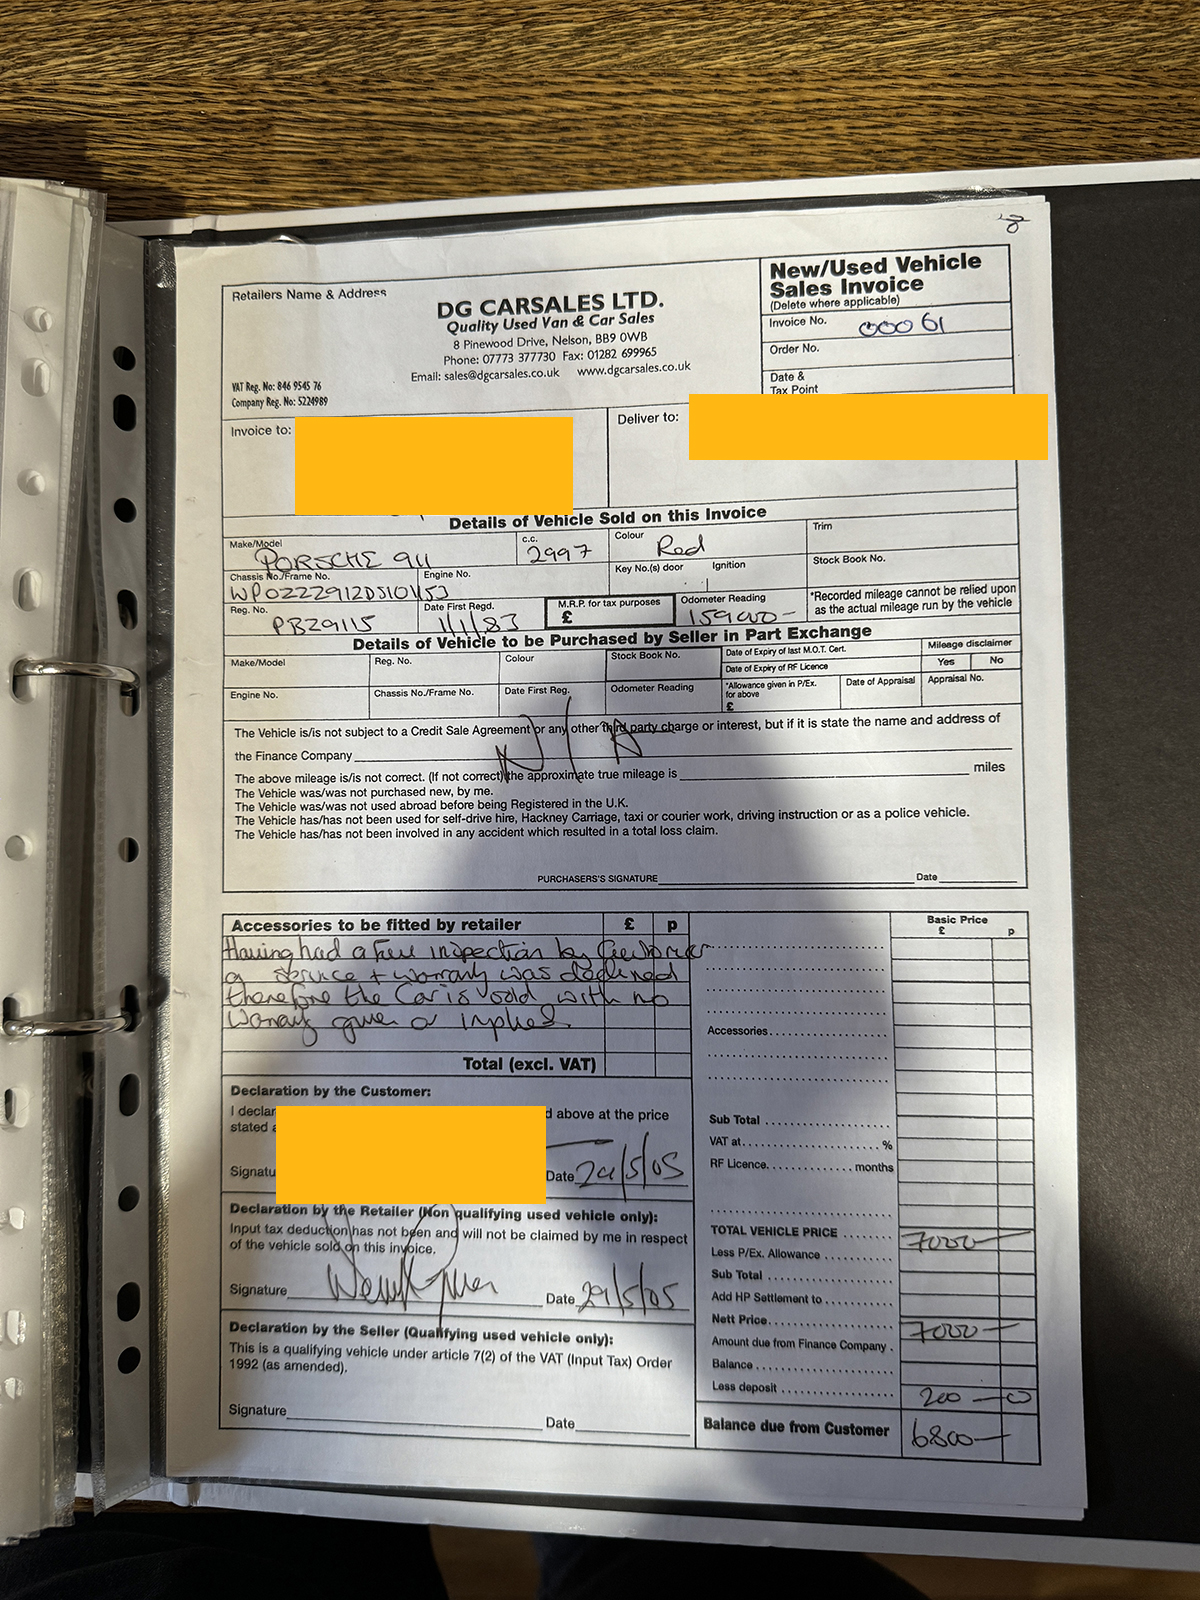 Retailers Name & Address
DG CARSALES LTD.
Quality Used Van & Car Sales
8 Pinewood Drive, Nelson, BB9 0WB
Phone: 07773 377730 Fax: 01282 699965
Email: sales@dgcarsales.co.uk www.dgcarsales.co.uk
VAT Reg. No: 846 9545 76
Company Reg. No: 5224989
New/Used Vehicle
Sales Invoice
(Delete where applicable)
Invoice No. 00061
Order No.
Date &
Tax Point
Invoice to:
Deliver to:
Details of Vehicle Sold on this Invoice
Make/Model PORSCHE 911
c.c. 2997
Colour Red
Trim
Chassis No./Frame No.
Engine No.
Key No.(s) door Ignition
Stock Book No.
Reg. No. PBZ9115
Date First Regd. 1/1/83
M.R.P. for tax purposes
£
Odometer Reading 159000-
*Recorded mileage cannot be relied upon
as the actual mileage run by the vehicle
Details of Vehicle to be Purchased by Seller in Part Exchange
Make/Model
Reg. No.
Colour
Stock Book No.
Date of Expiry of last M.O.T. Cert.
Date of Expiry of RF Licence
Mileage disclaimer
Yes No
Engine No.
Chassis No./Frame No.
Date First Reg.
Odometer Reading
*Allowance given in P/Ex.
for above
£
Date of Appraisal
Appraisal No.
The Vehicle is/is not subject to a Credit Sale Agreement or any other third party charge or interest, but if it is state the name and address of
the Finance Company
N/A
The above mileage is/is not correct. (If not correct) the approximate true mileage is miles
The Vehicle was/was not purchased new, by me.
The Vehicle was/was not used abroad before being Registered in the U.K.
The Vehicle has/has not been used for self-drive hire, Hackney Carriage, taxi or courier work, driving instruction or as a police vehicle.
The Vehicle has/has not been involved in any accident which resulted in a total loss claim.
PURCHASERS'S SIGNATURE Date
Accessories to be fitted by retailer £ p
Having had a full inspection by Customer
a service + warranty was declined
therefore the Car is sold with no
Warranty given or implied.
Total (excl. VAT)
Declaration by the Customer:
I declar d above at the price
stated a
Signatu Date 29/5/05
Declaration by the Retailer (Non qualifying used vehicle only):
Input tax deduction has not been and will not be claimed by me in respect
of the vehicle sold on this invoice.
Signature Date 29/5/05
Declaration by the Seller (Qualifying used vehicle only):
This is a qualifying vehicle under article 7(2) of the VAT (Input Tax) Order
1992 (as amended).
Signature Date
Basic Price
£ p
Accessories
Sub Total
VAT at %
RF Licence months
TOTAL VEHICLE PRICE 7000-
Less P/Ex. Allowance
Sub Total
Add HP Settlement to
Nett Price 7000-
Amount due from Finance Company
Balance
Less deposit 200-00
Balance due from Customer 6800-